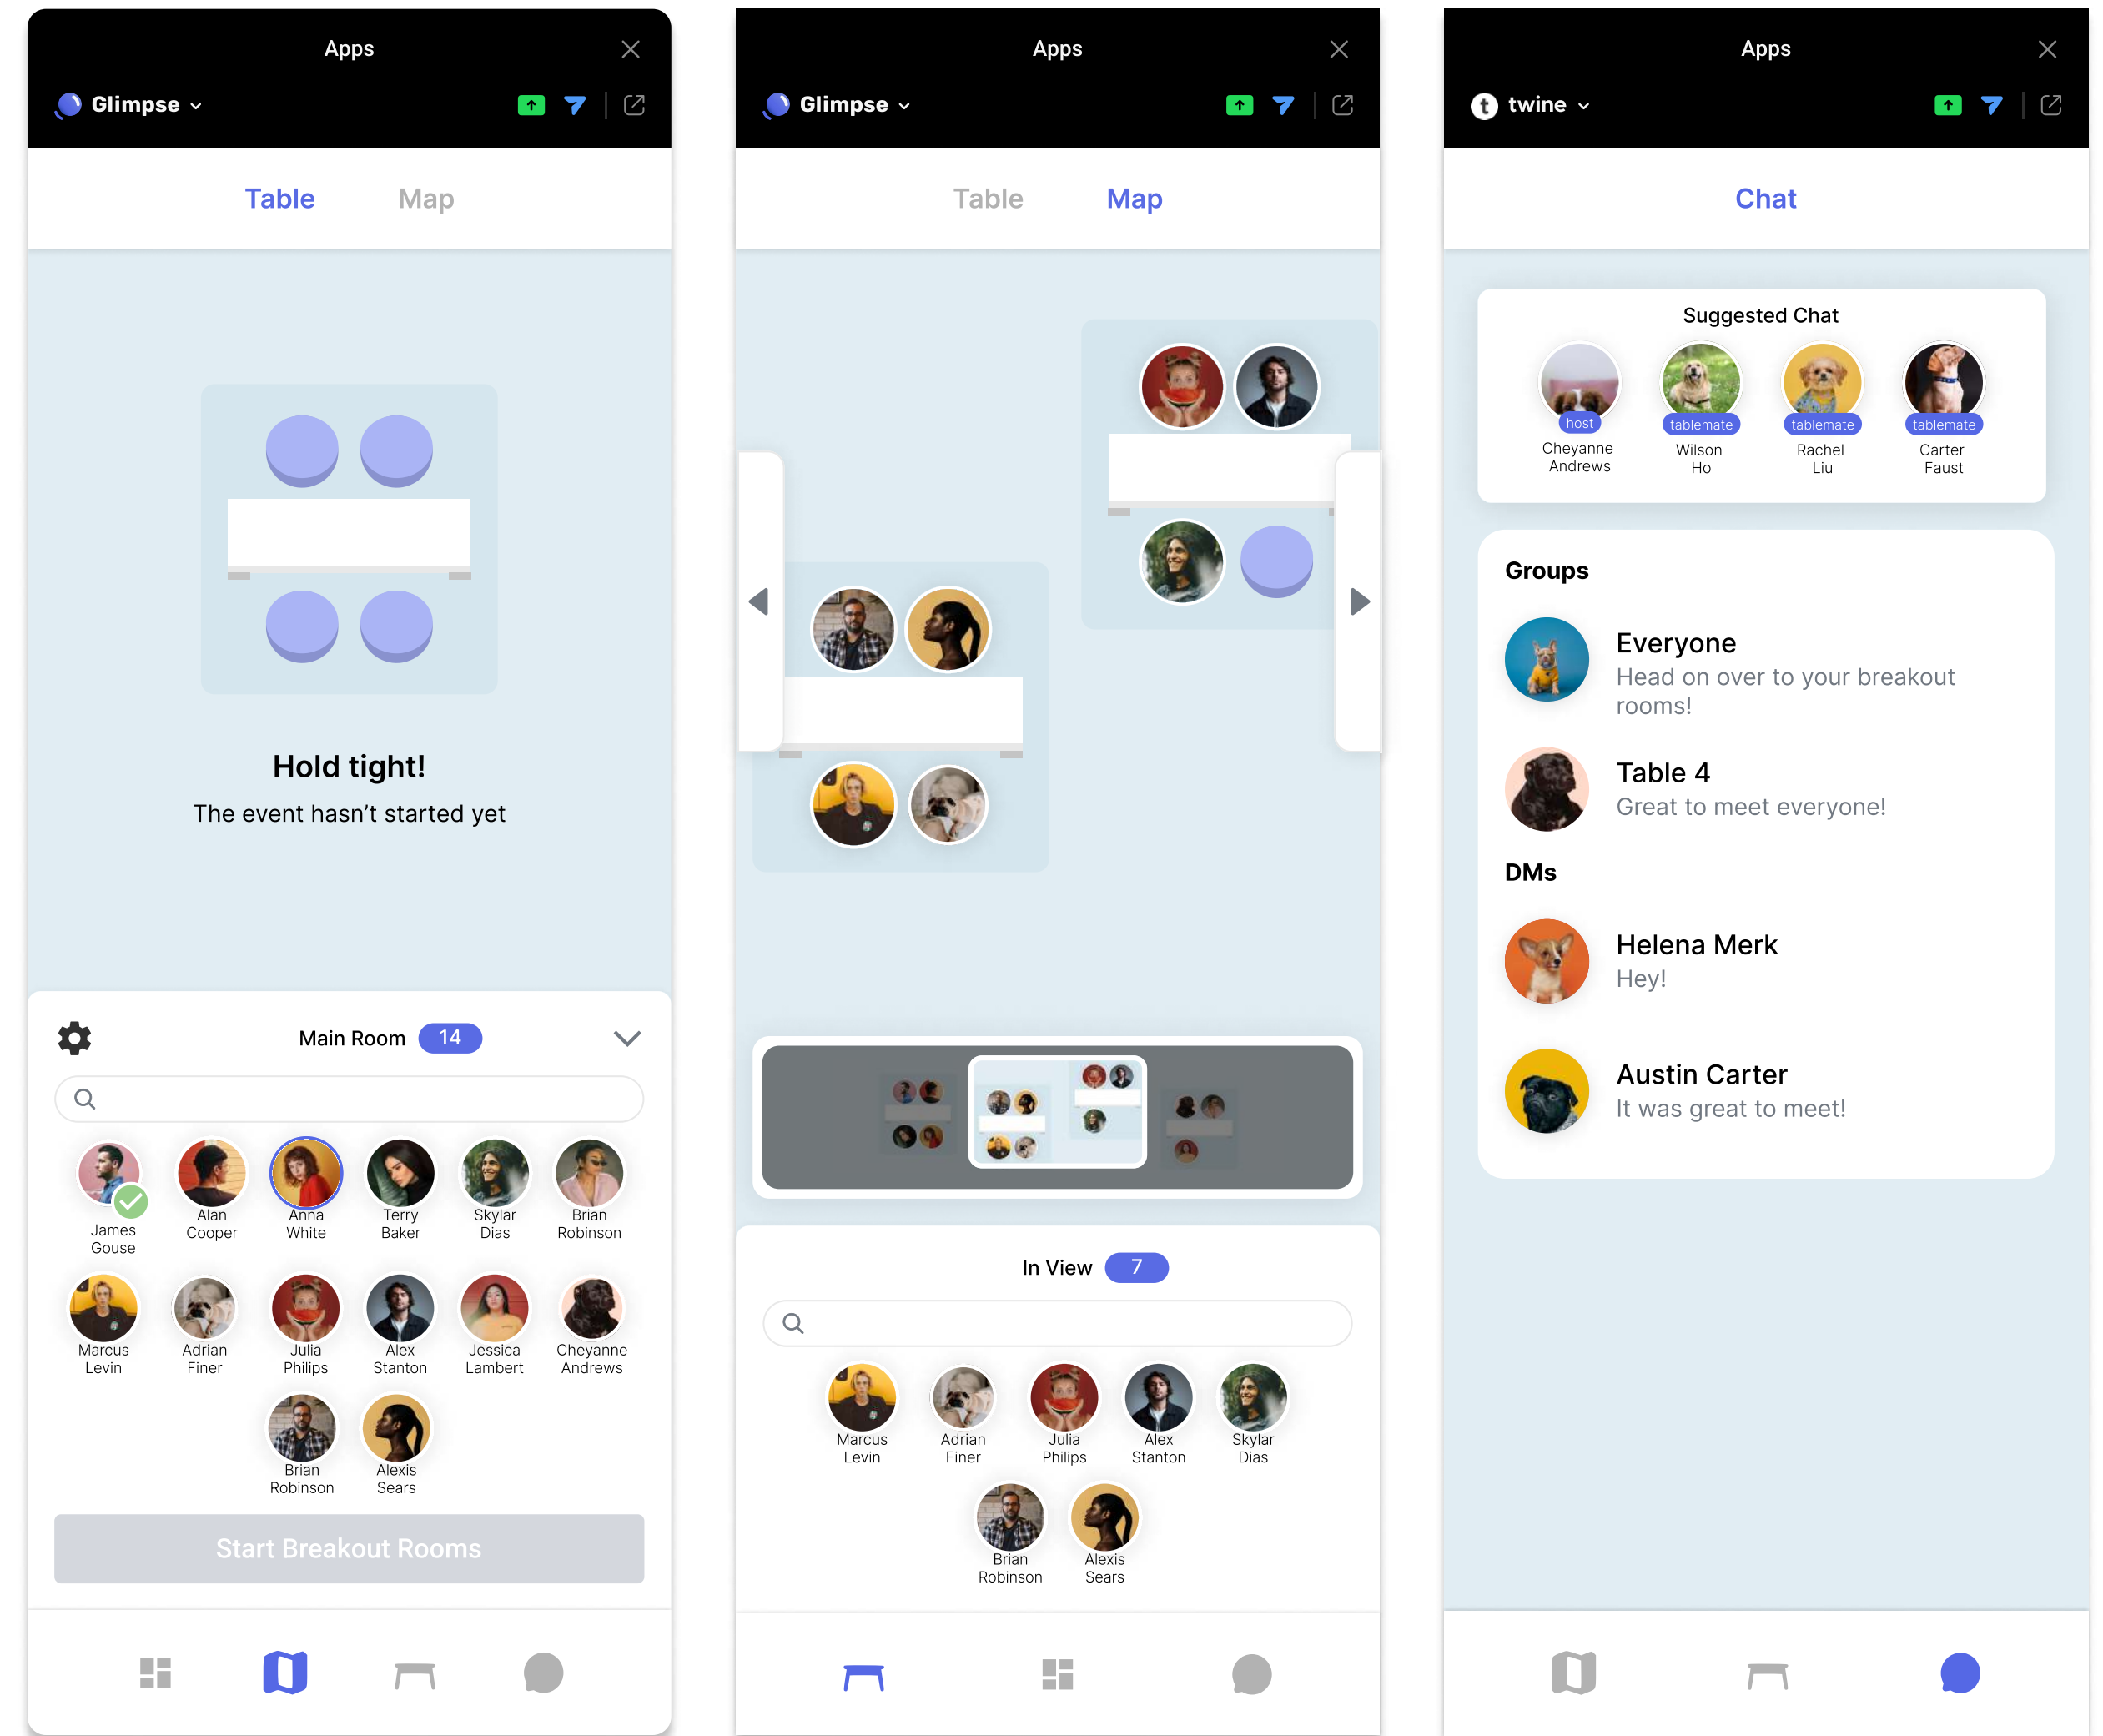 Apps
Glimpse
Table Map
Hold tight!
The event hasn’t started yet
Main Room 14
James
Gouse
Alan
Cooper
Anna
White
Terry
Baker
Skylar
Dias
Brian
Robinson
Marcus
Levin
Adrian
Finer
Julia
Philips
Alex
Stanton
Jessica
Lambert
Cheyanne
Andrews
Brian
Robinson
Alexis
Sears
Start Breakout Rooms
Apps
Glimpse
Table Map
In View 7
Marcus
Levin
Adrian
Finer
Julia
Philips
Alex
Stanton
Skylar
Dias
Brian
Robinson
Alexis
Sears
Apps
t twine
Chat
Suggested Chat
host
Cheyanne
Andrews
tablemate
Wilson
Ho
tablemate
Rachel
Liu
tablemate
Carter
Faust
Groups
Everyone
Head on over to your breakout
rooms!
Table 4
Great to meet everyone!
DMs
Helena Merk
Hey!
Austin Carter
It was great to meet!